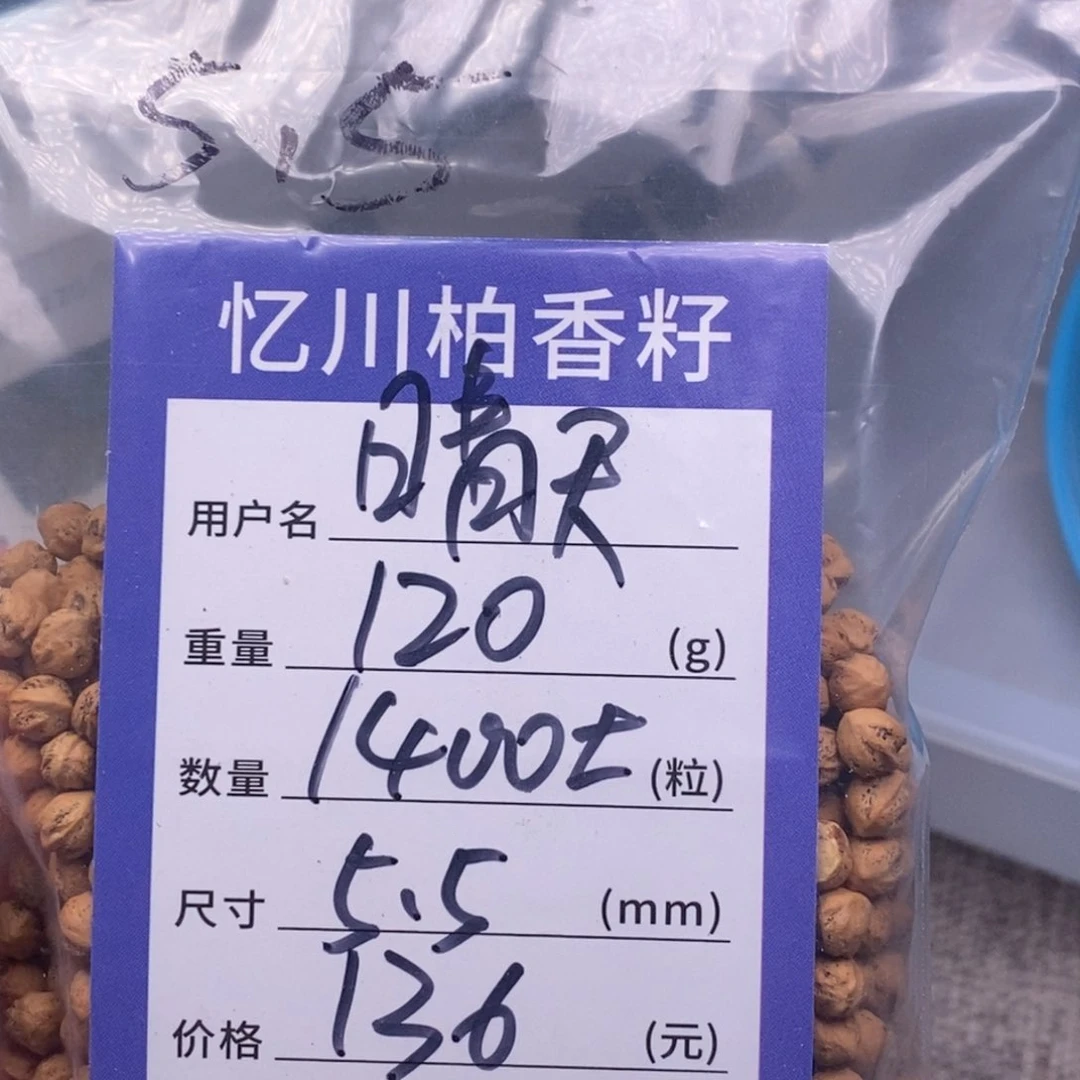 5.5
忆川柏香籽
用户名 晴天
重量 120 (g)
数量 1400± (粒)
尺寸 5.5 (mm)
价格 136 (元)